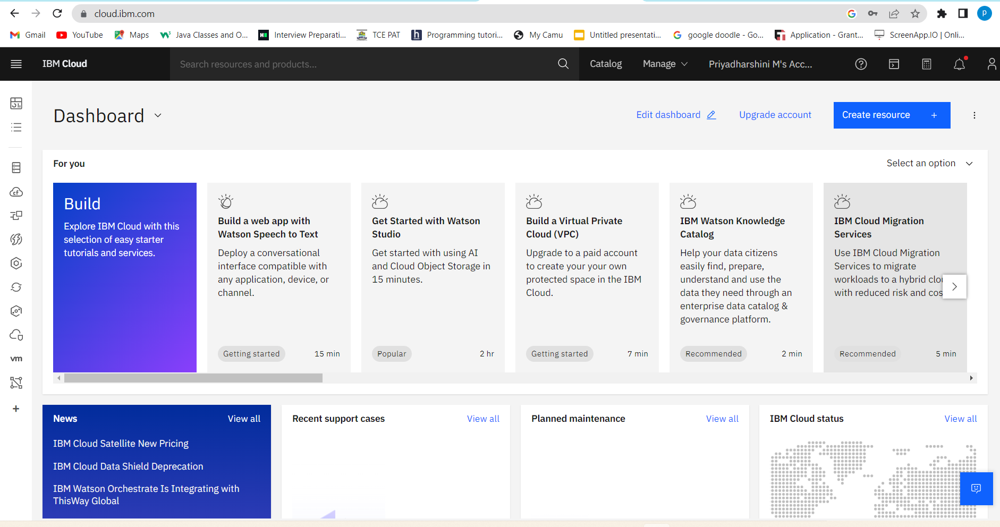 cloud.ibm.com
P
Gmail
YouTube
Maps
Java Classes and O...
Interview Preparati...
TCE PAT
Programming tutori...
My Camu
Untitled presentati...
google doodle - Go...
Application - Grant...
ScreenApp.IO | Onli...
IBM Cloud
Search resources and products...
Catalog
Manage
Priyadharshini M's Acc...
Dashboard
Edit dashboard
Upgrade account
Create resource +
For you
Select an option
Build
Explore IBM Cloud with this
selection of easy starter
tutorials and services.
Build a web app with
Watson Speech to Text
Deploy a conversational
interface compatible with
any application, device, or
channel.
Getting started
15 min
Get Started with Watson
Studio
Get started with using AI
and Cloud Object Storage in
15 minutes.
Popular
2 hr
Build a Virtual Private
Cloud (VPC)
Upgrade to a paid account
to create your your own
protected space in the IBM
Cloud.
Getting started
7 min
IBM Watson Knowledge
Catalog
Help your data citizens
easily find, prepare,
understand and use the
data they need through an
enterprise data catalog &
governance platform.
Recommended
2 min
IBM Cloud Migration
Services
Use IBM Cloud Migration
Services to migrate
workloads to a hybrid clou
with reduced risk and cos
Recommended
5 min
cf
vm
+
News
View all
IBM Cloud Satellite New Pricing
IBM Cloud Data Shield Deprecation
IBM Watson Orchestrate Is Integrating with
ThisWay Global
Recent support cases
View all
Planned maintenance
View all
IBM Cloud status
View all